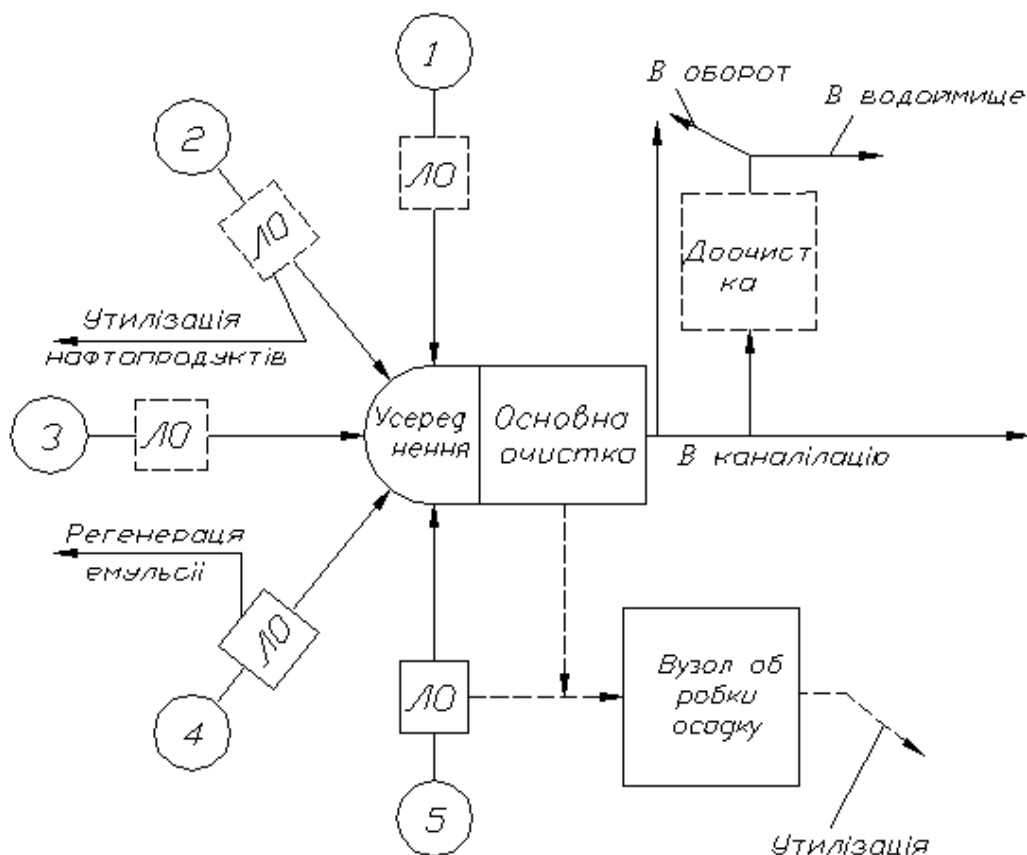 1
В оборот
В водоймище
2
ЛО
ЛО
Доочист
ка
Утилізація
нафтопродуктів
Усеред
нення
Основна
очистка
3
ЛО
В каналілацію
Регенерація
емульсії
ЛО
4
ЛО
Вузол об
робки
осадку
5
Утилізація